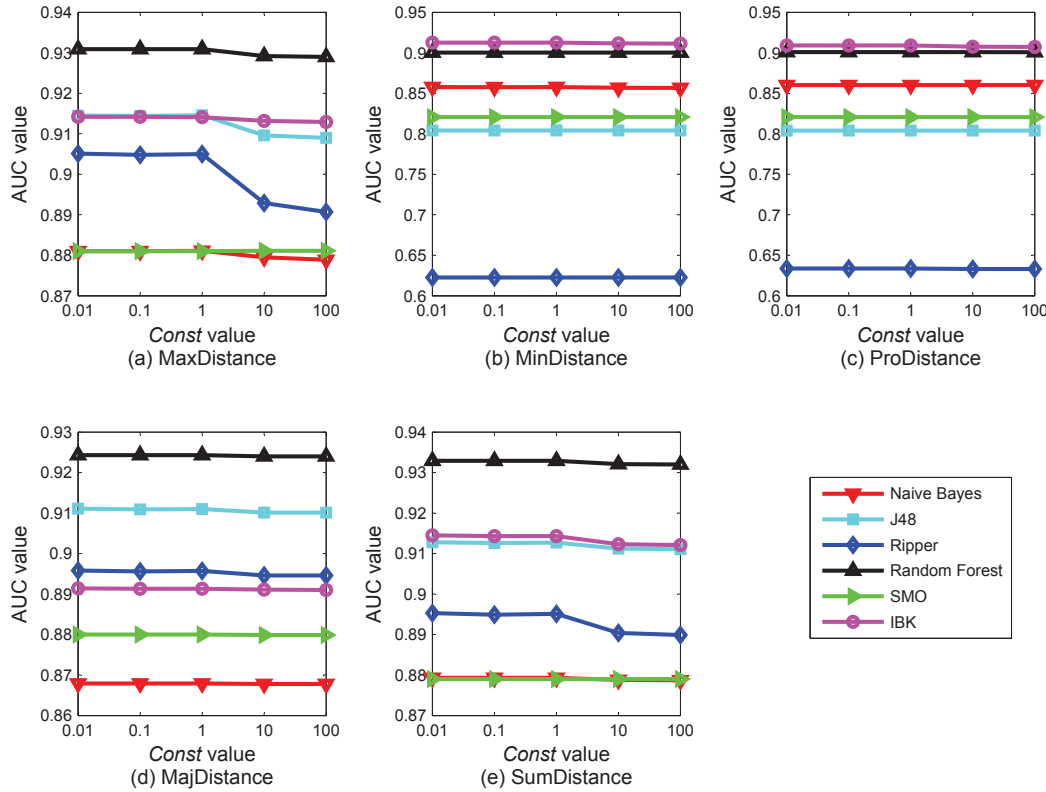 0.95
0.94
0.93
0.92
0.91
0.9
0.89
0.88
0.87
AUC value
0.01 0.1 1 10 100
Const value
(a) MaxDistance
0.95
0.9
0.85
0.8
0.75
0.7
0.65
0.6
AUC value
0.01 0.1 1 10 100
Const value
(b) MinDistance
0.95
0.9
0.85
0.8
0.75
0.7
0.65
0.6
AUC value
0.01 0.1 1 10 100
Const value
(c) ProDistance
0.93
0.92
0.91
0.9
0.89
0.88
0.87
0.86
AUC value
0.01 0.1 1 10 100
Const value
(d) MajDistance
0.94
0.93
0.92
0.91
0.9
0.89
0.88
0.87
AUC value
0.01 0.1 1 10 100
Const value
(e) SumDistance
Naive Bayes
J48
Ripper
Random Forest
SMO
IBK